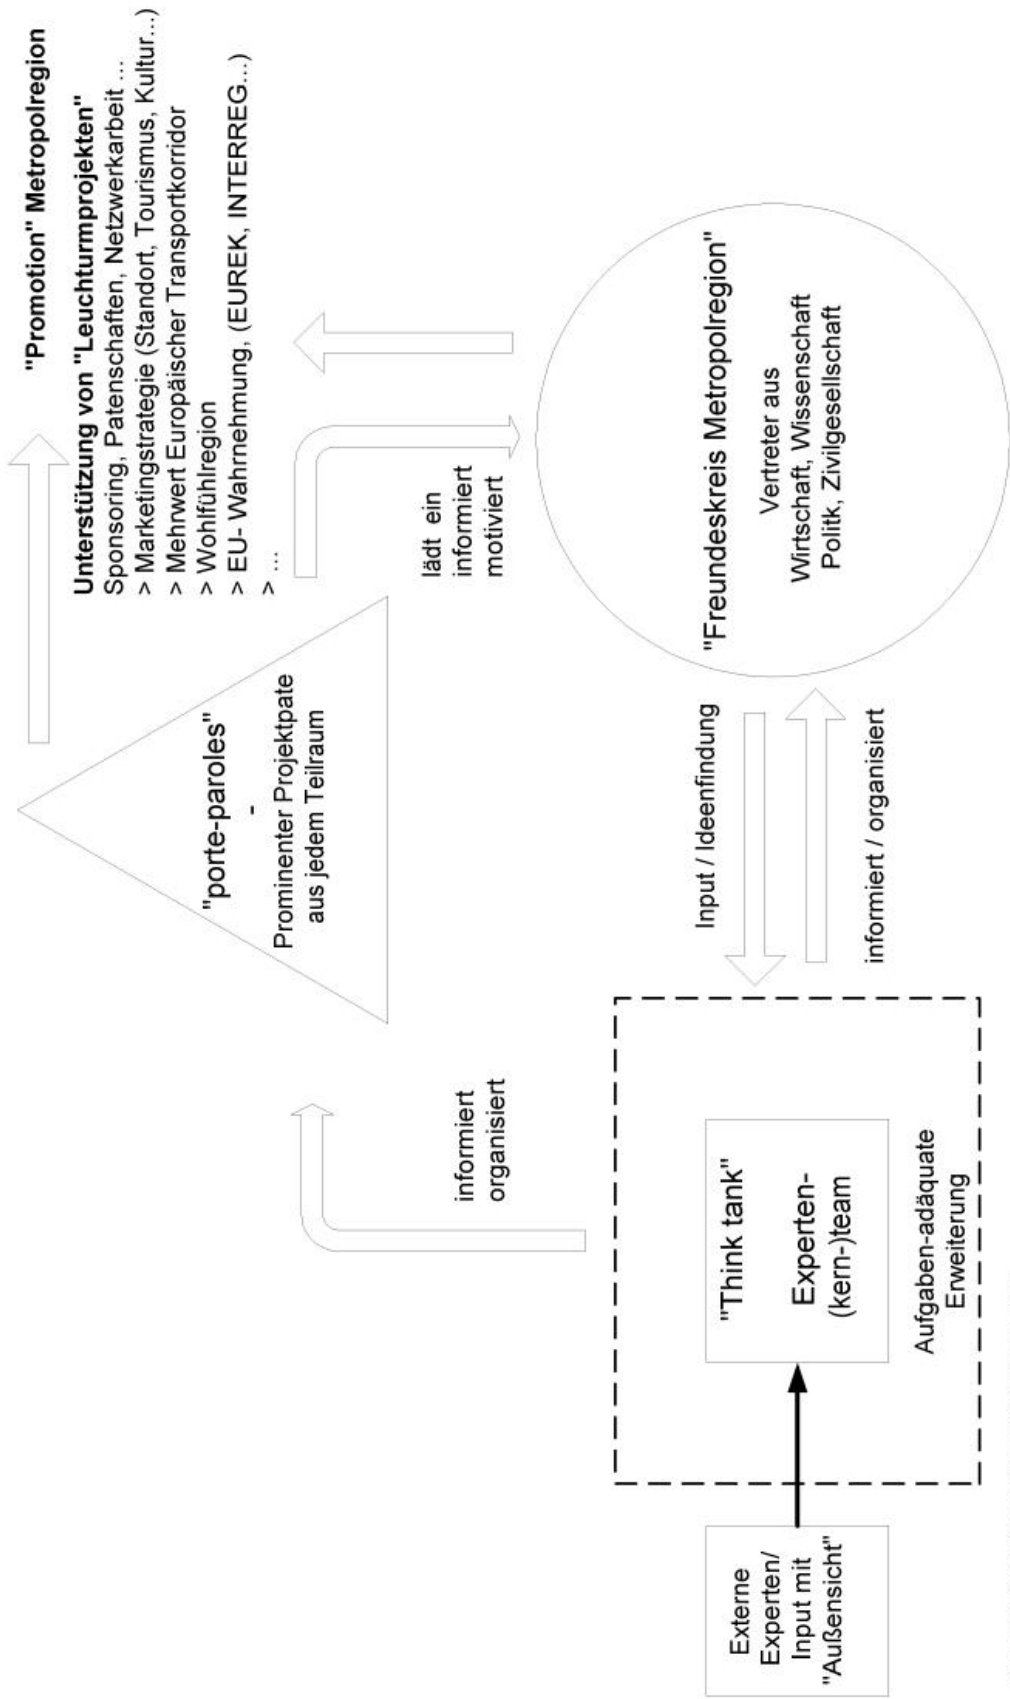 "Promotion" Metropolregion
Unterstützung von "Leuchturmprojekten"
Sponsoring, Patenschaften, Netzwerkarbeit ...
> Marketingstrategie (Standort, Tourismus, Kultur...)
> Mehrwert Europäischer Transportkorridor
> Wohlfühlregion
> EU- Wahrnehmung, (EUREK, INTERREG...)
> ...
"porte-paroles"
-
Prominenter Projektpate
aus jedem Teilraum
lädt ein
informiert
motiviert
informiert
organisiert
"Freundeskreis Metropolregion"
Vertreter aus
Wirtschaft, Wissenschaft
Politk, Zivilgesellschaft
Input / Ideenfindung
informiert / organisiert
"Think tank"
Experten-
(kern-)team
Aufgaben-adäquate
Erweiterung
Externe
Experten/
Input mit
"Außensicht"